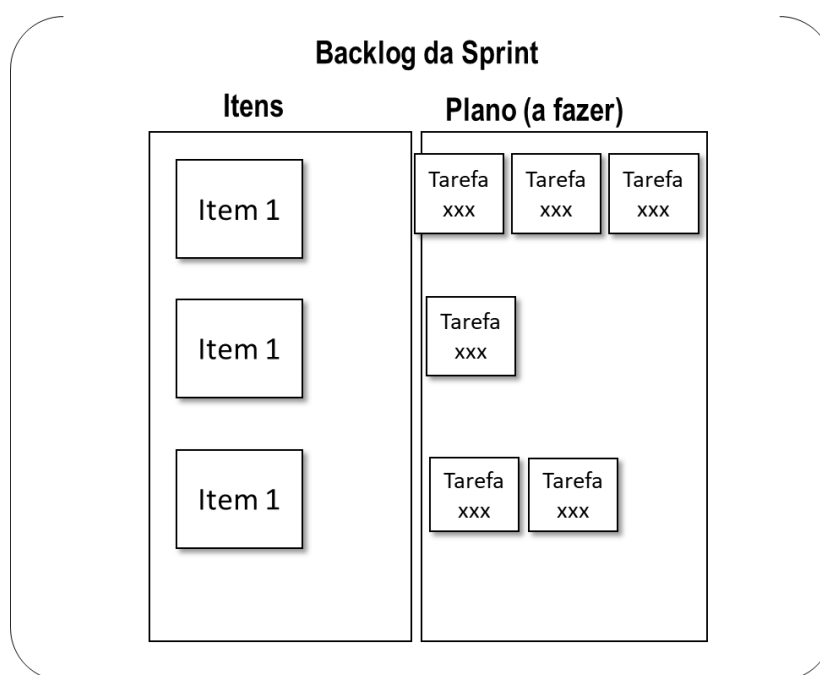 Backlog da Sprint
Itens
Plano (a fazer)
Item 1
Tarefa
xxx
Tarefa
xxx
Tarefa
xxx
Item 1
Tarefa
xxx
Item 1
Tarefa
xxx
Tarefa
xxx